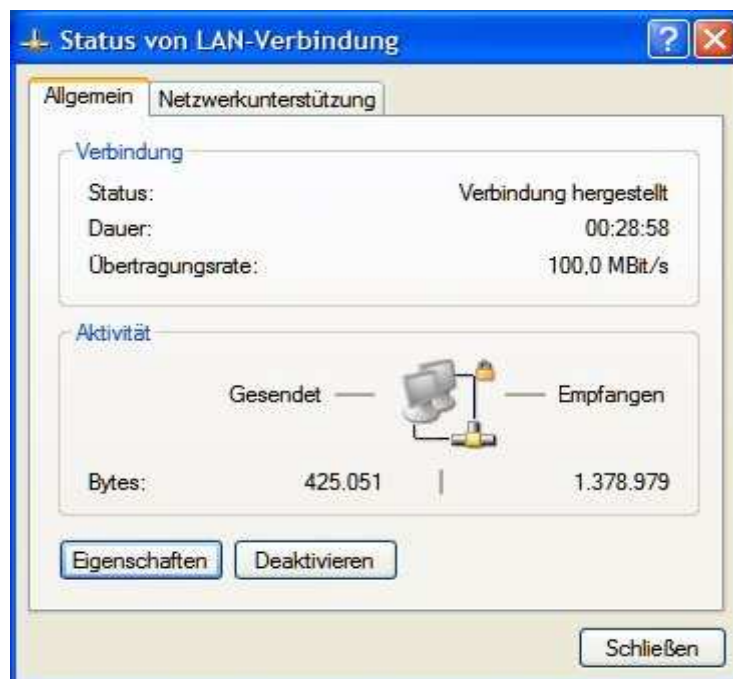 Status von LAN-Verbindung
Allgemein Netzwerkunterstützung
Verbindung
Status: Verbindung hergestellt
Dauer: 00:28:58
Übertragungsrate: 100,0 MBit/s
Aktivität
Gesendet Empfangen
Bytes: 425.051 1.378.979
Eigenschaften Deaktivieren
Schließen